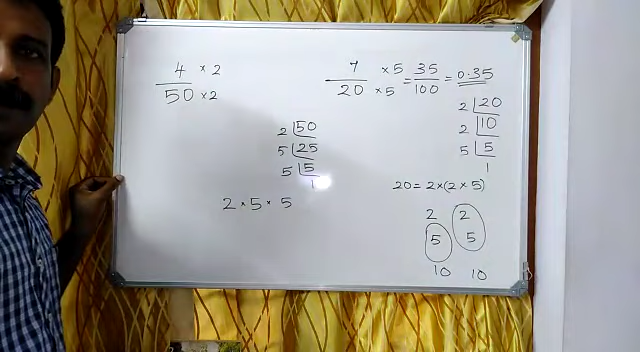 4 × 2
50 × 2
2 50
5 25
5 5
1
2 × 5 × 5
7 × 5 = 35 = 0.35
20 × 5 100
2 20
2 10
5 5
1
20 = 2 × (2 × 5)
2 2
5 5
10 10